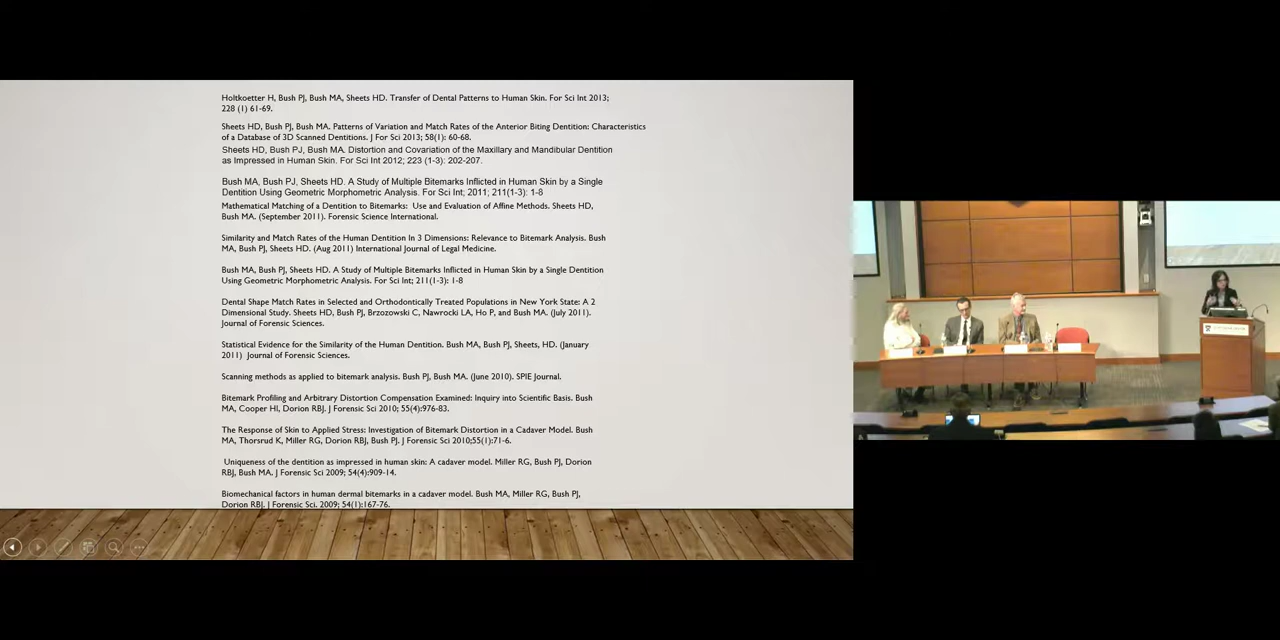 Holtkoetter H, Bush PJ, Bush MA, Sheets HD. Transfer of Dental Patterns to Human Skin. For Sci Int 2013;
228 (1) 61-69.
Sheets HD, Bush PJ, Bush MA. Patterns of Variation and Match Rates of the Anterior Biting Dentition: Characteristics
of a Database of 3D Scanned Dentitions. J For Sci 2013; 58(1): 60-68.
Sheets HD, Bush PJ, Bush MA. Distortion and Covariation of the Maxillary and Mandibular Dentition
as Impressed in Human Skin. For Sci Int 2012; 223 (1-3): 202-207.
Bush MA, Bush PJ, Sheets HD. A Study of Multiple Bitemarks Inflicted in Human Skin by a Single
Dentition Using Geometric Morphometric Analysis. For Sci Int; 2011; 211(1-3): 1-8
Mathematical Matching of a Dentition to Bitemarks: Use and Evaluation of Affine Methods. Sheets HD,
Bush MA. (September 2011). Forensic Science International.
Similarity and Match Rates of the Human Dentition In 3 Dimensions: Relevance to Bitemark Analysis. Bush
MA, Bush PJ, Sheets HD. (Aug 2011) International Journal of Legal Medicine.
Bush MA, Bush PJ, Sheets HD. A Study of Multiple Bitemarks Inflicted in Human Skin by a Single Dentition
Using Geometric Morphometric Analysis. For Sci Int; 211(1-3): 1-8
Dental Shape Match Rates in Selected and Orthodontically Treated Populations in New York State: A 2
Dimensional Study. Sheets HD, Bush PJ, Brzozowski C, Nawrocki LA, Ho P, and Bush MA. (July 2011).
Journal of Forensic Sciences.
Statistical Evidence for the Similarity of the Human Dentition. Bush MA, Bush PJ, Sheets, HD. (January
2011) Journal of Forensic Sciences.
Scanning methods as applied to bitemark analysis. Bush PJ, Bush MA. (June 2010). SPIE Journal.
Bitemark Profiling and Arbitrary Distortion Compensation Examined: Inquiry into Scientific Basis. Bush
MA, Cooper HI, Dorion RBJ. J Forensic Sci 2010; 55(4):976-83.
The Response of Skin to Applied Stress: Investigation of Bitemark Distortion in a Cadaver Model. Bush
MA, Thorsrud K, Miller RG, Dorion RBJ, Bush PJ. J Forensic Sci 2010;55(1):71-6.
Uniqueness of the dentition as impressed in human skin: A cadaver model. Miller RG, Bush PJ, Dorion
RBJ, Bush MA. J Forensic Sci 2009; 54(4):909-14.
Biomechanical factors in human dermal bitemarks in a cadaver model. Bush MA, Miller RG, Bush PJ,
Dorion RBJ. J Forensic Sci. 2009; 54(1):167-76.